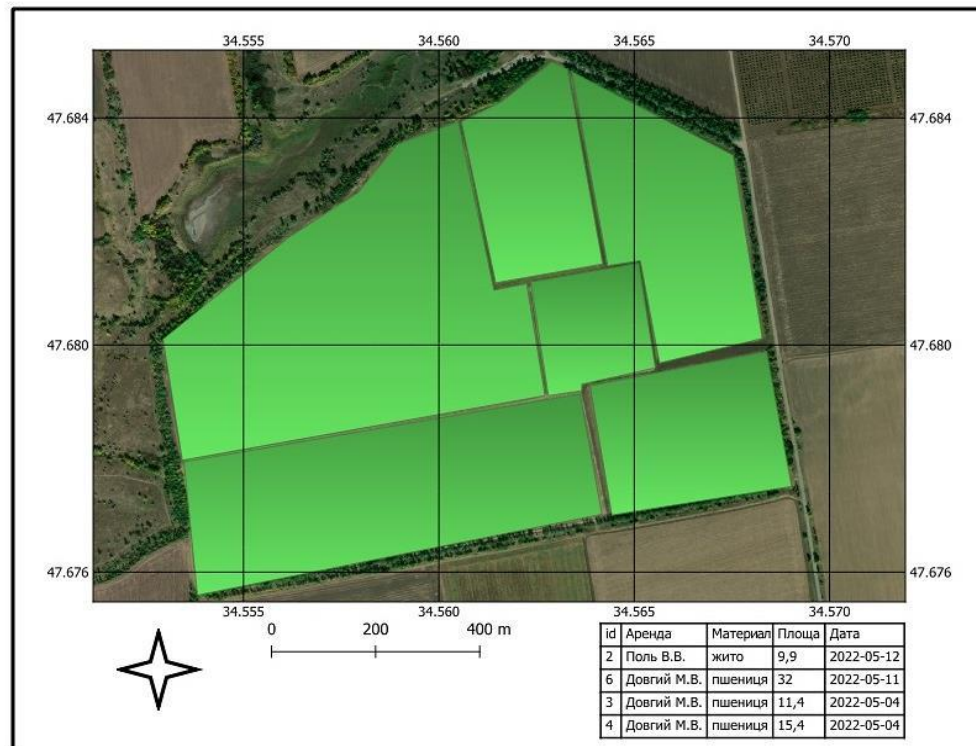 34.555 34.560 34.565 34.570
47.684 47.684
47.680 47.680
47.676 47.676
34.555 34.560 34.565 34.570
0 200 400 m
id Аренда Материал Площа Дата
2 Поль В.В. жито 9,9 2022-05-12
6 Довгий М.В. пшениця 32 2022-05-11
3 Довгий М.В. пшениця 11,4 2022-05-04
4 Довгий М.В. пшениця 15,4 2022-05-04